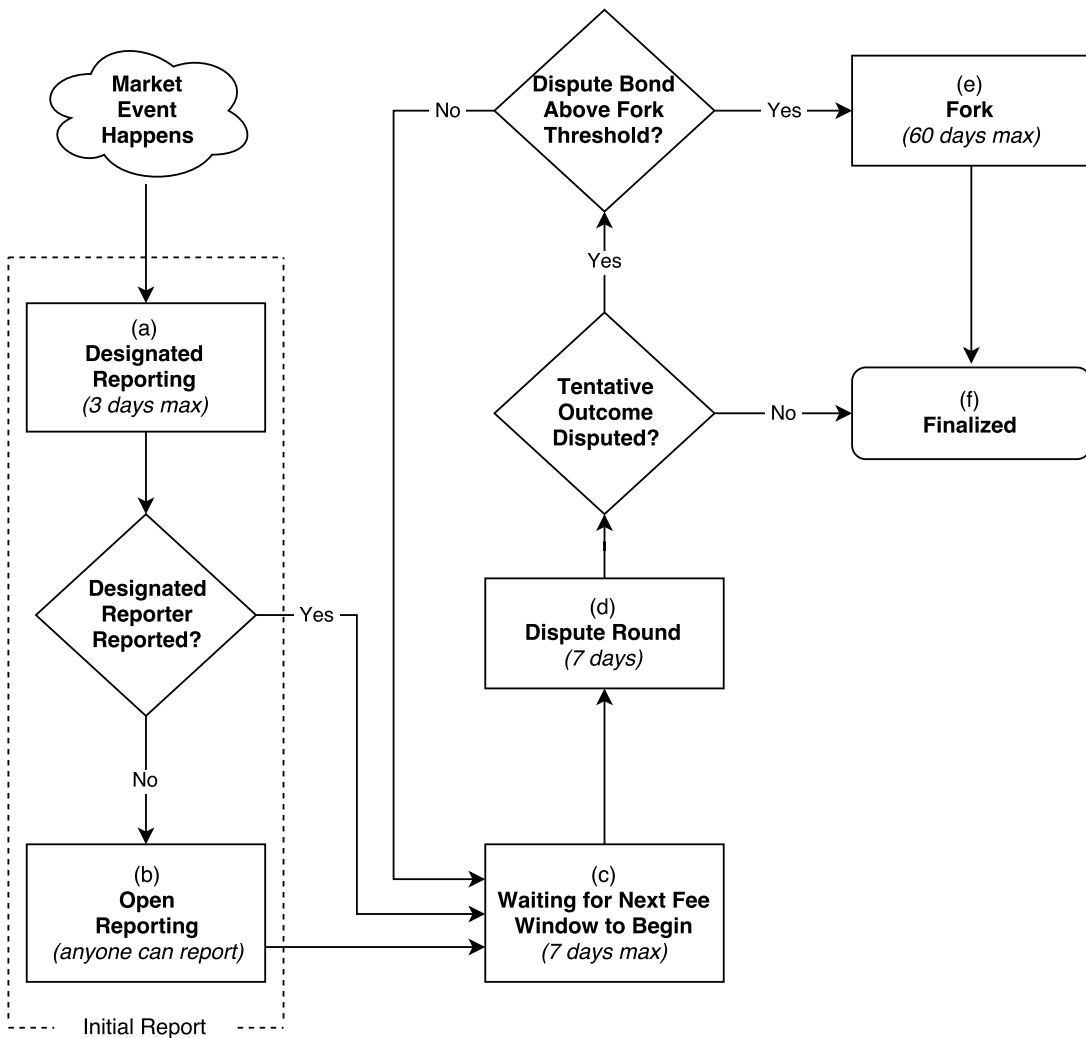 Market
Event
Happens
(a)
Designated
Reporting
(3 days max)
Designated
Reporter
Reported?
Yes
No
(b)
Open
Reporting
(anyone can report)
Initial Report
(c)
Waiting for Next Fee
Window to Begin
(7 days max)
(d)
Dispute Round
(7 days)
Tentative
Outcome
Disputed?
No
Yes
Dispute Bond
Above Fork
Threshold?
No
Yes
(e)
Fork
(60 days max)
(f)
Finalized